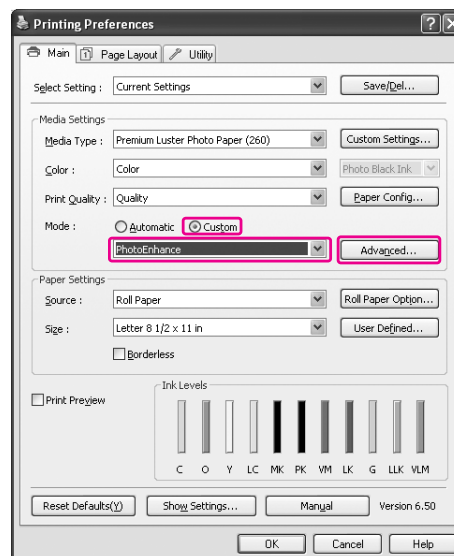 Printing Preferences
Main Page Layout Utility
Select Setting : Current Settings Save/Del...
Media Settings
Media Type : Premium Luster Photo Paper (260) Custom Settings...
Color : Color Photo Black Ink
Print Quality : Quality Paper Config...
Mode : Automatic Custom
PhotoEnhance Advanced...
Paper Settings
Source : Roll Paper Roll Paper Option...
Size : Letter 8 1/2 x 11 in User Defined...
Borderless
Print Preview
Ink Levels
C O Y LC MK PK VM LK G LLK VLM
Reset Defaults(Y) Show Settings... Manual Version 6.50
OK Cancel Help